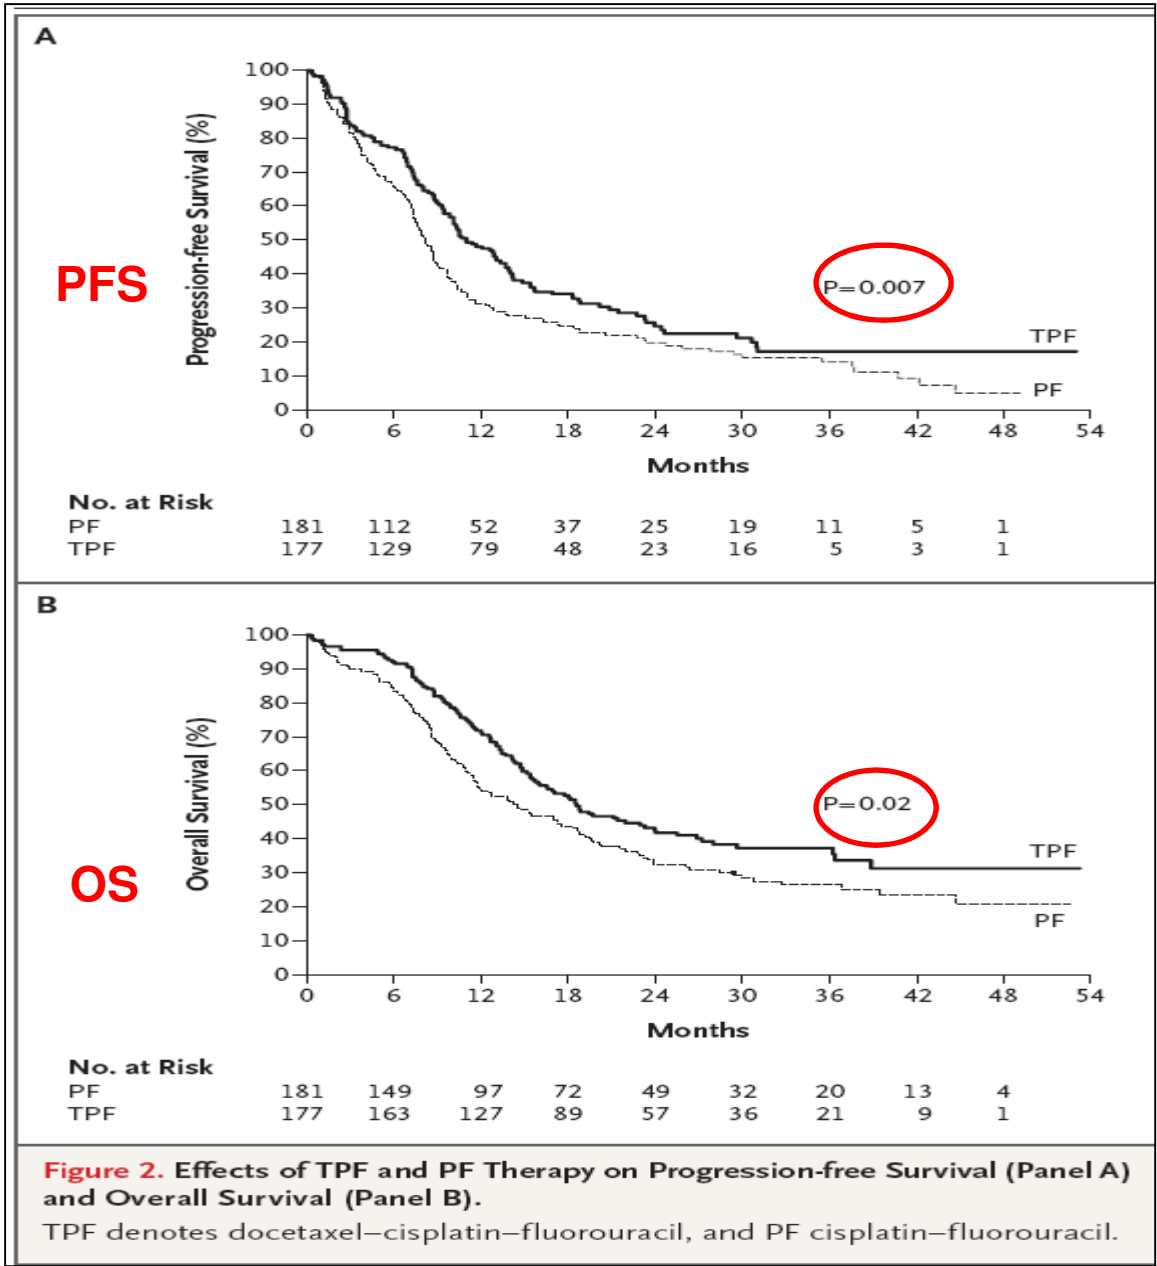 A
100
90
80
70
60
50
40
30
20
10
0
Progression-free Survival (%)
PFS
P=0.007
TPF
PF
0 6 12 18 24 30 36 42 48 54
Months
No. at Risk
PF 181 112 52 37 25 19 11 5 1
TPF 177 129 79 48 23 16 5 3 1
B
100
90
80
70
60
50
40
30
20
10
0
Overall Survival (%)
OS
P=0.02
TPF
PF
0 6 12 18 24 30 36 42 48 54
Months
No. at Risk
PF 181 149 97 72 49 32 20 13 4
TPF 177 163 127 89 57 36 21 9 1
Figure 2. Effects of TPF and PF Therapy on Progression-free Survival (Panel A)
and Overall Survival (Panel B).
TPF denotes docetaxel–cisplatin–fluorouracil, and PF cisplatin–fluorouracil.